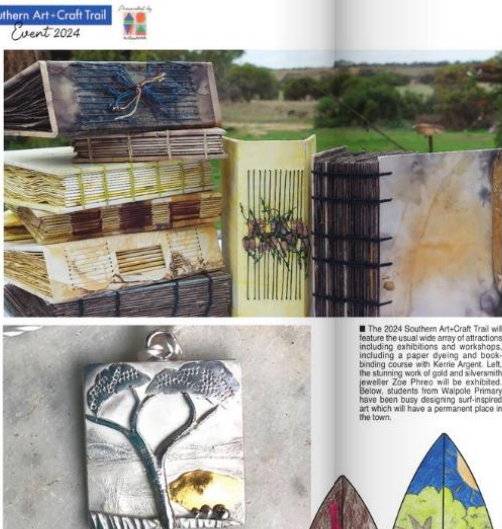 uthern Art+Craft Trail
Event 2024
Presented by
■ The 2024 Southern Art+Craft Trail will
feature the usual wide array of attractions
including exhibitions and workshops,
including a paper dyeing and book-
binding course with Kerrie Argent. Left,
the stunning work of gold and silversmith
jeweller Zoe Phreo will be exhibited.
Below, students from Walpole Primary
have been busy designing surf-inspired
art which will have a permanent place in
the town.